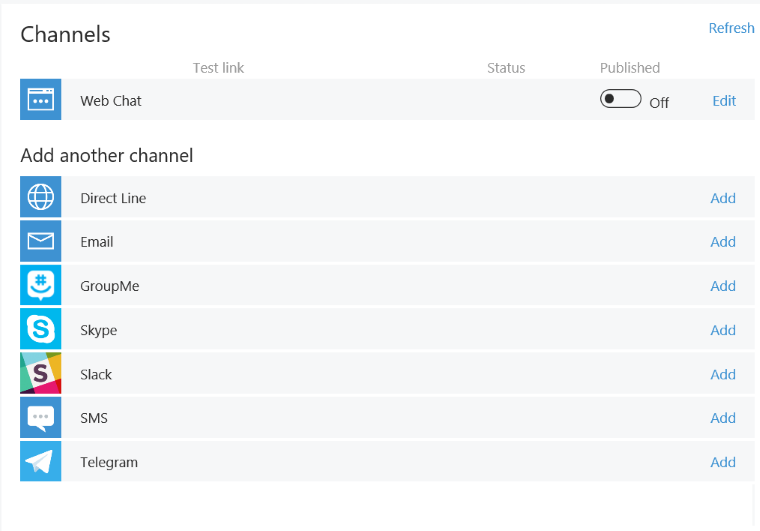 Channels
Refresh
Test link Status Published
Web Chat Off Edit
Add another channel
Direct Line Add
Email Add
GroupMe Add
Skype Add
Slack Add
SMS Add
Telegram Add